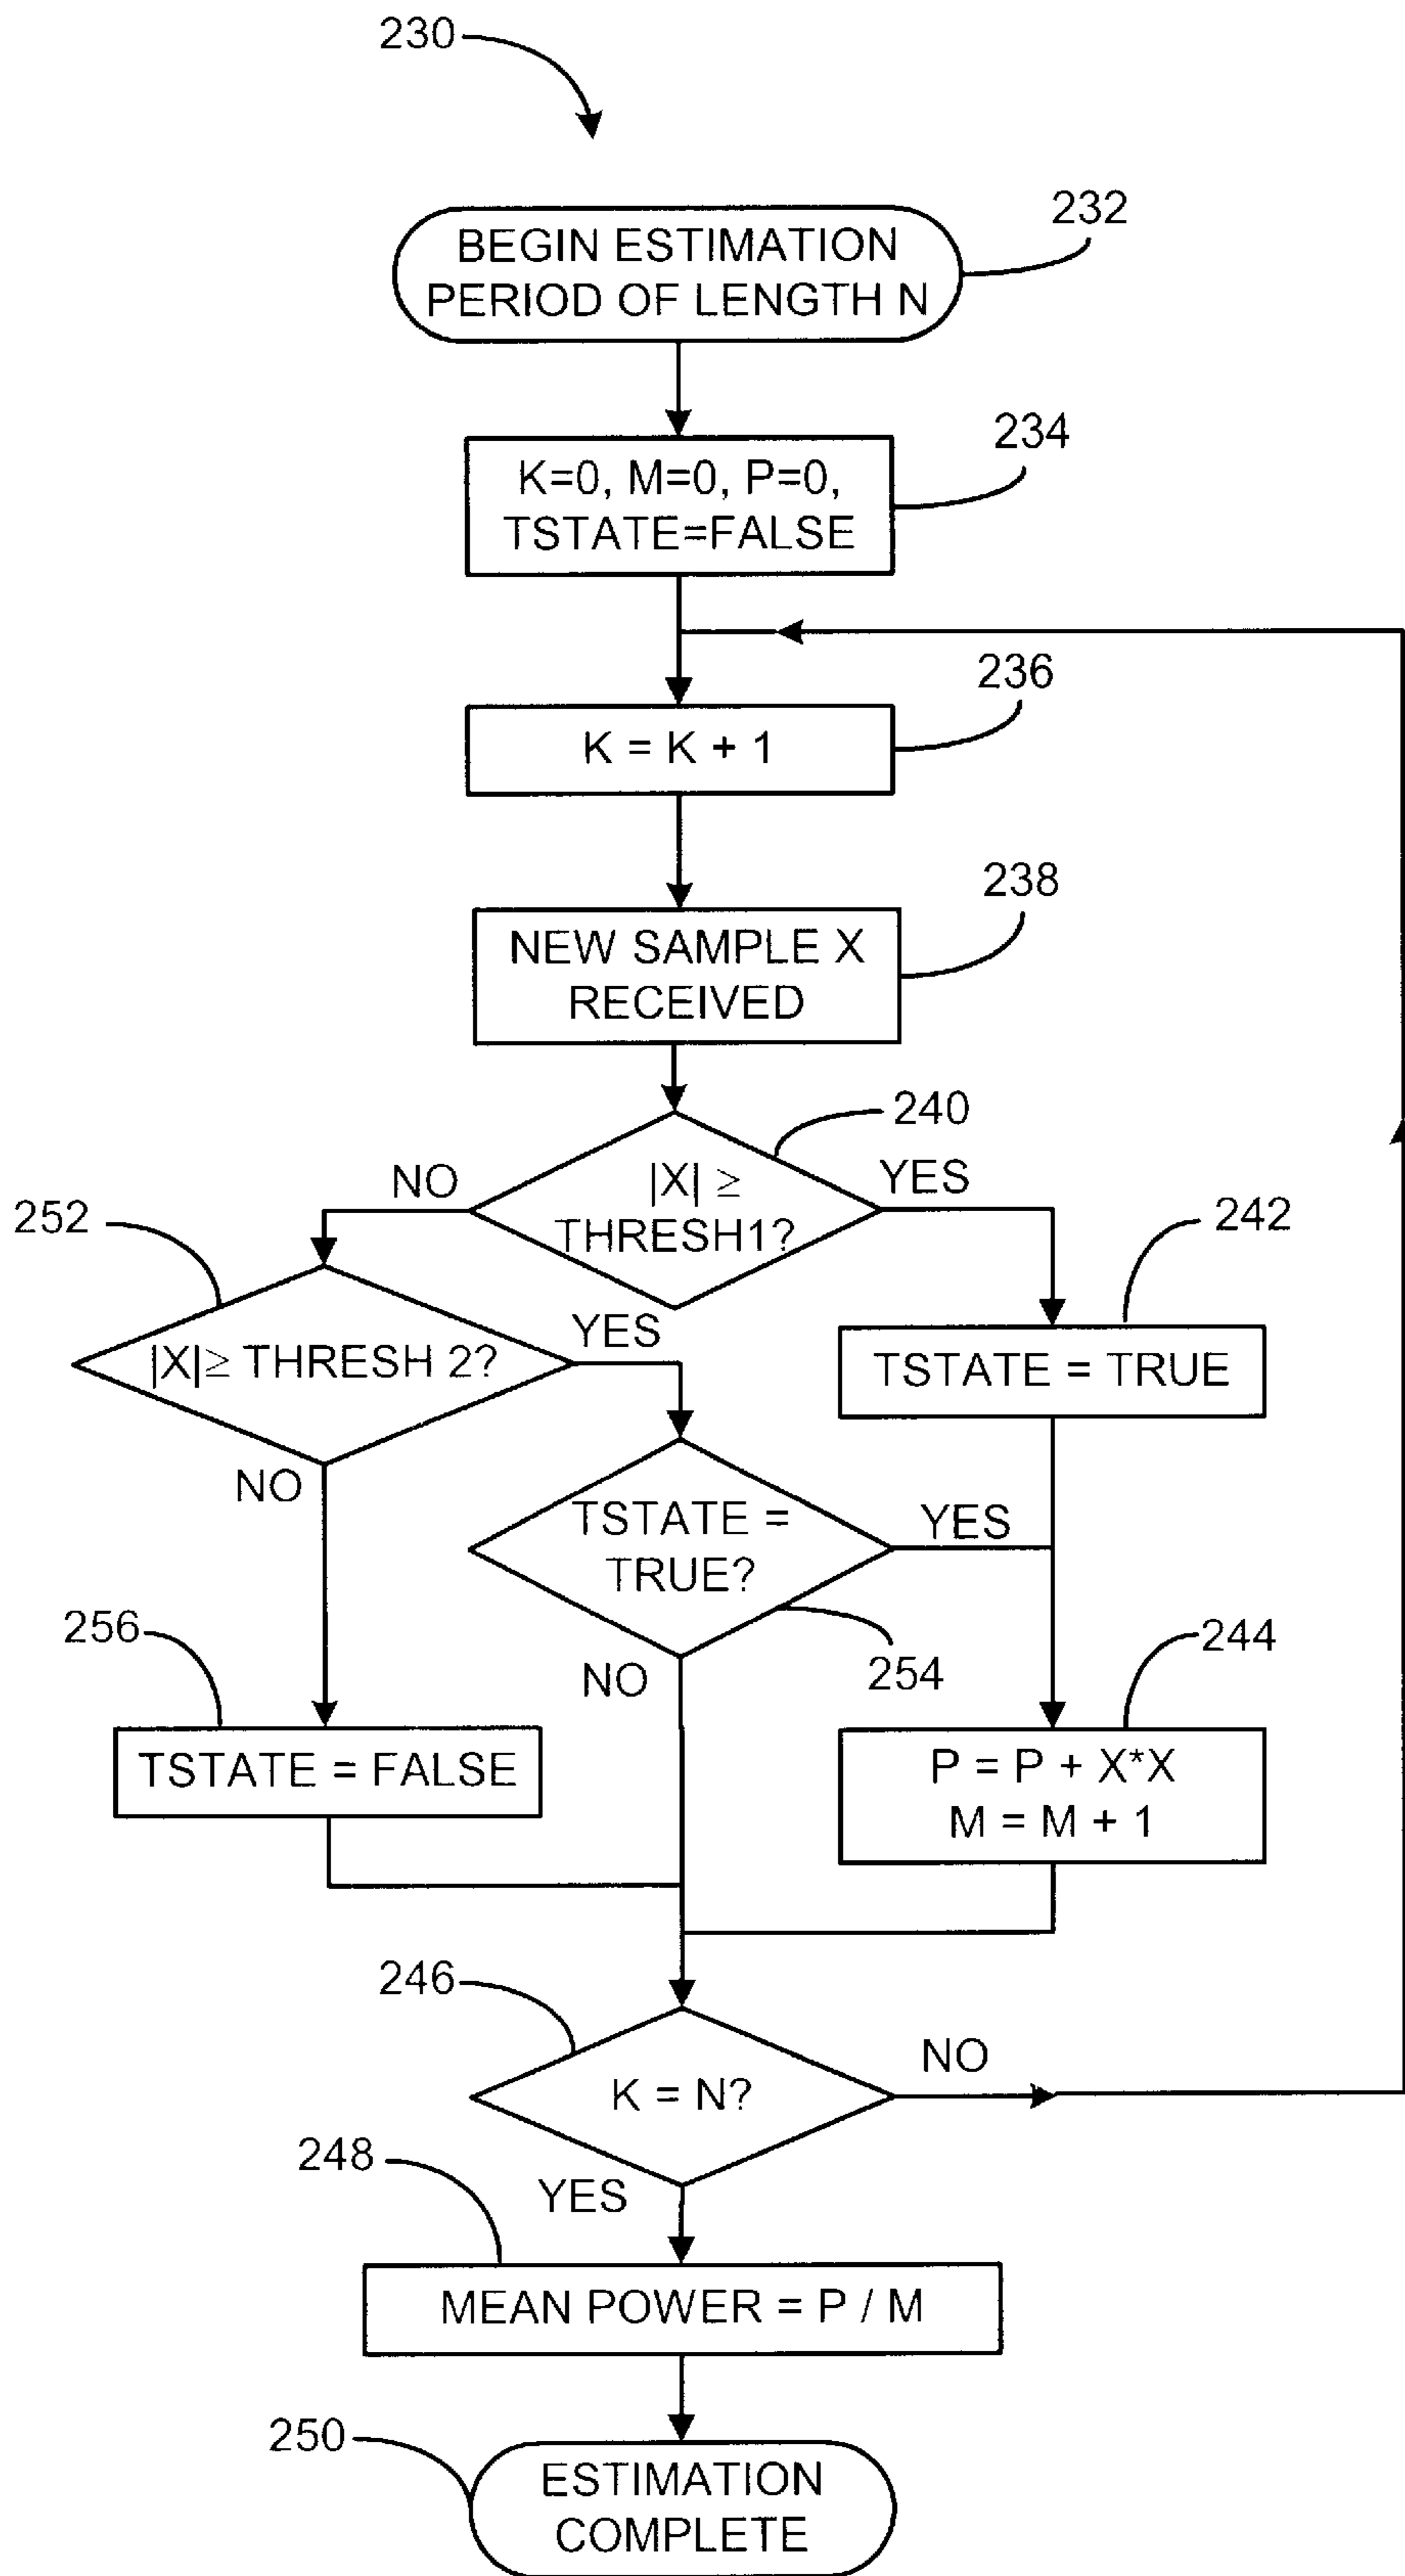 230
232
BEGIN ESTIMATION
PERIOD OF LENGTH N
234
K=0, M=0, P=0,
TSTATE=FALSE
236
K = K + 1
238
NEW SAMPLE X
RECEIVED
240
NO
|X| ≥
THRESH1?
YES
252
242
YES
|X|≥ THRESH 2?
TSTATE = TRUE
NO
TSTATE =
TRUE?
YES
256
254
244
NO
TSTATE = FALSE
P = P + X*X
M = M + 1
246
NO
K = N?
248
YES
MEAN POWER = P / M
250
ESTIMATION
COMPLETE